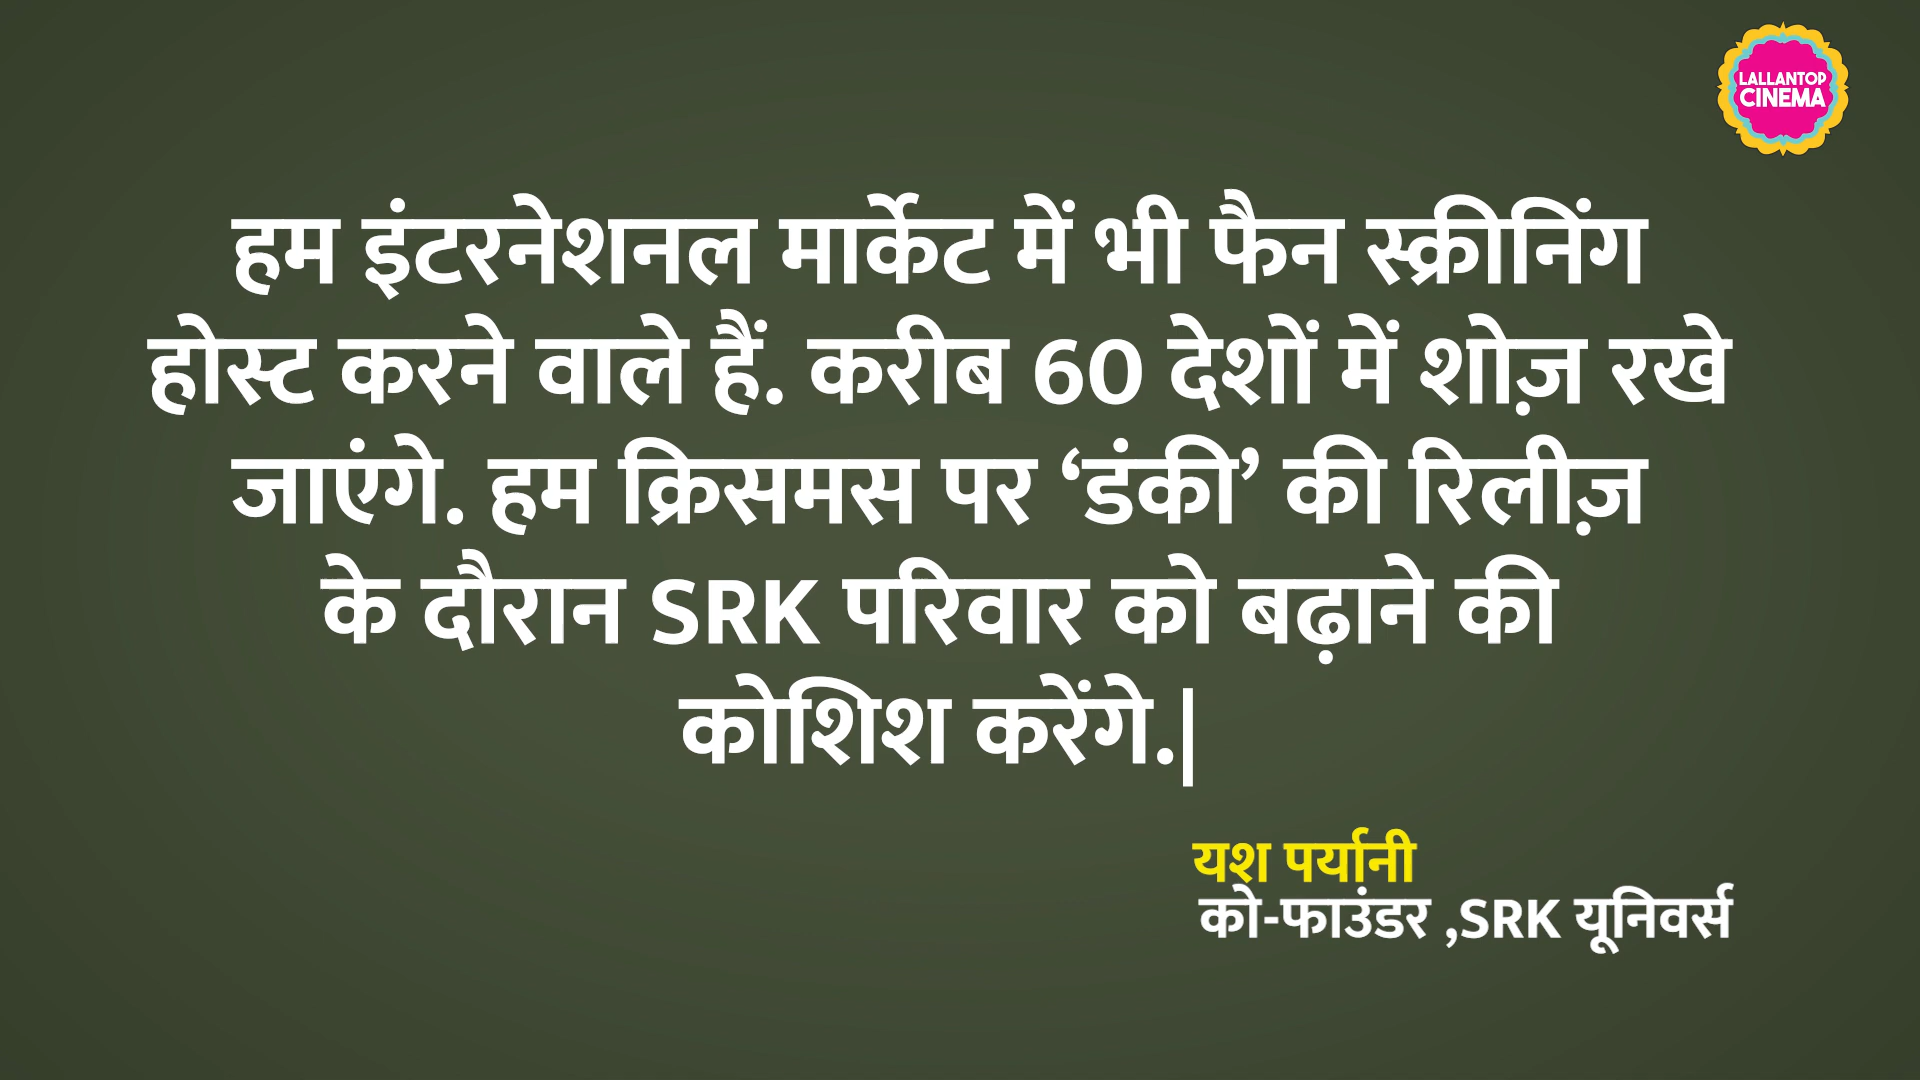 LALLANTOP
CINEMA
हम इंटरनेशनल मार्केट में भी फैन स्क्रीनिंग
होस्ट करने वाले हैं. करीब 60 देशों में शोज़ रखे
जाएंगे. हम क्रिसमस पर ‘डंकी’ की रिलीज़
के दौरान SRK परिवार को बढ़ाने की
कोशिश करेंगे.|
यश पर्यानी
को-फाउंडर ,SRK यूनिवर्स